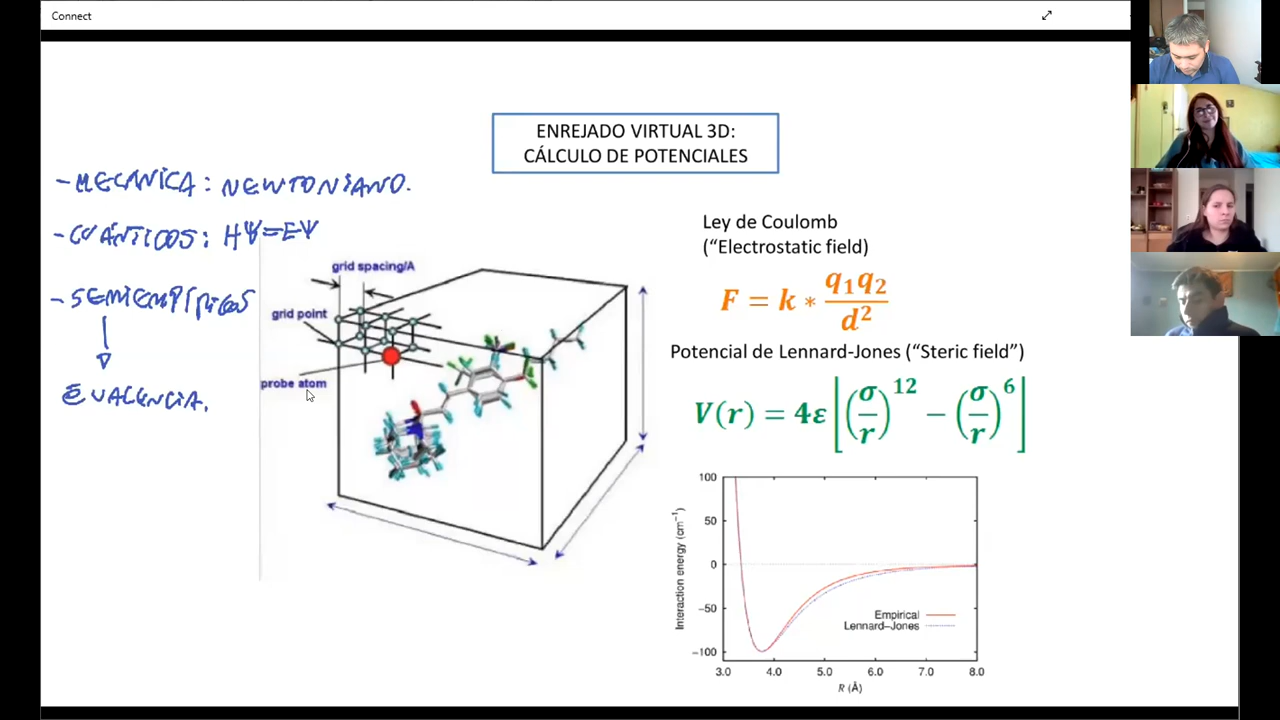 Connect
ENREJADO VIRTUAL 3D:
CÁLCULO DE POTENCIALES
- MECÁNICA: NEWTONIANO.
- CUÁNTICOS: HΨ=EΨ
- SEMIEMPÍRICOS
ē VALENCIA.
grid spacing/A
grid point
probe atom
Ley de Coulomb
(“Electrostatic field)
F = k * q₁q₂ / d²
Potencial de Lennard-Jones (“Steric field”)
V(r) = 4ε [(σ/r)¹² − (σ/r)⁶]
100
50
0
−50
−100
Interaction energy (cm⁻¹)
Empirical
Lennard–Jones
3.0 4.0 5.0 6.0 7.0 8.0
R (Å)